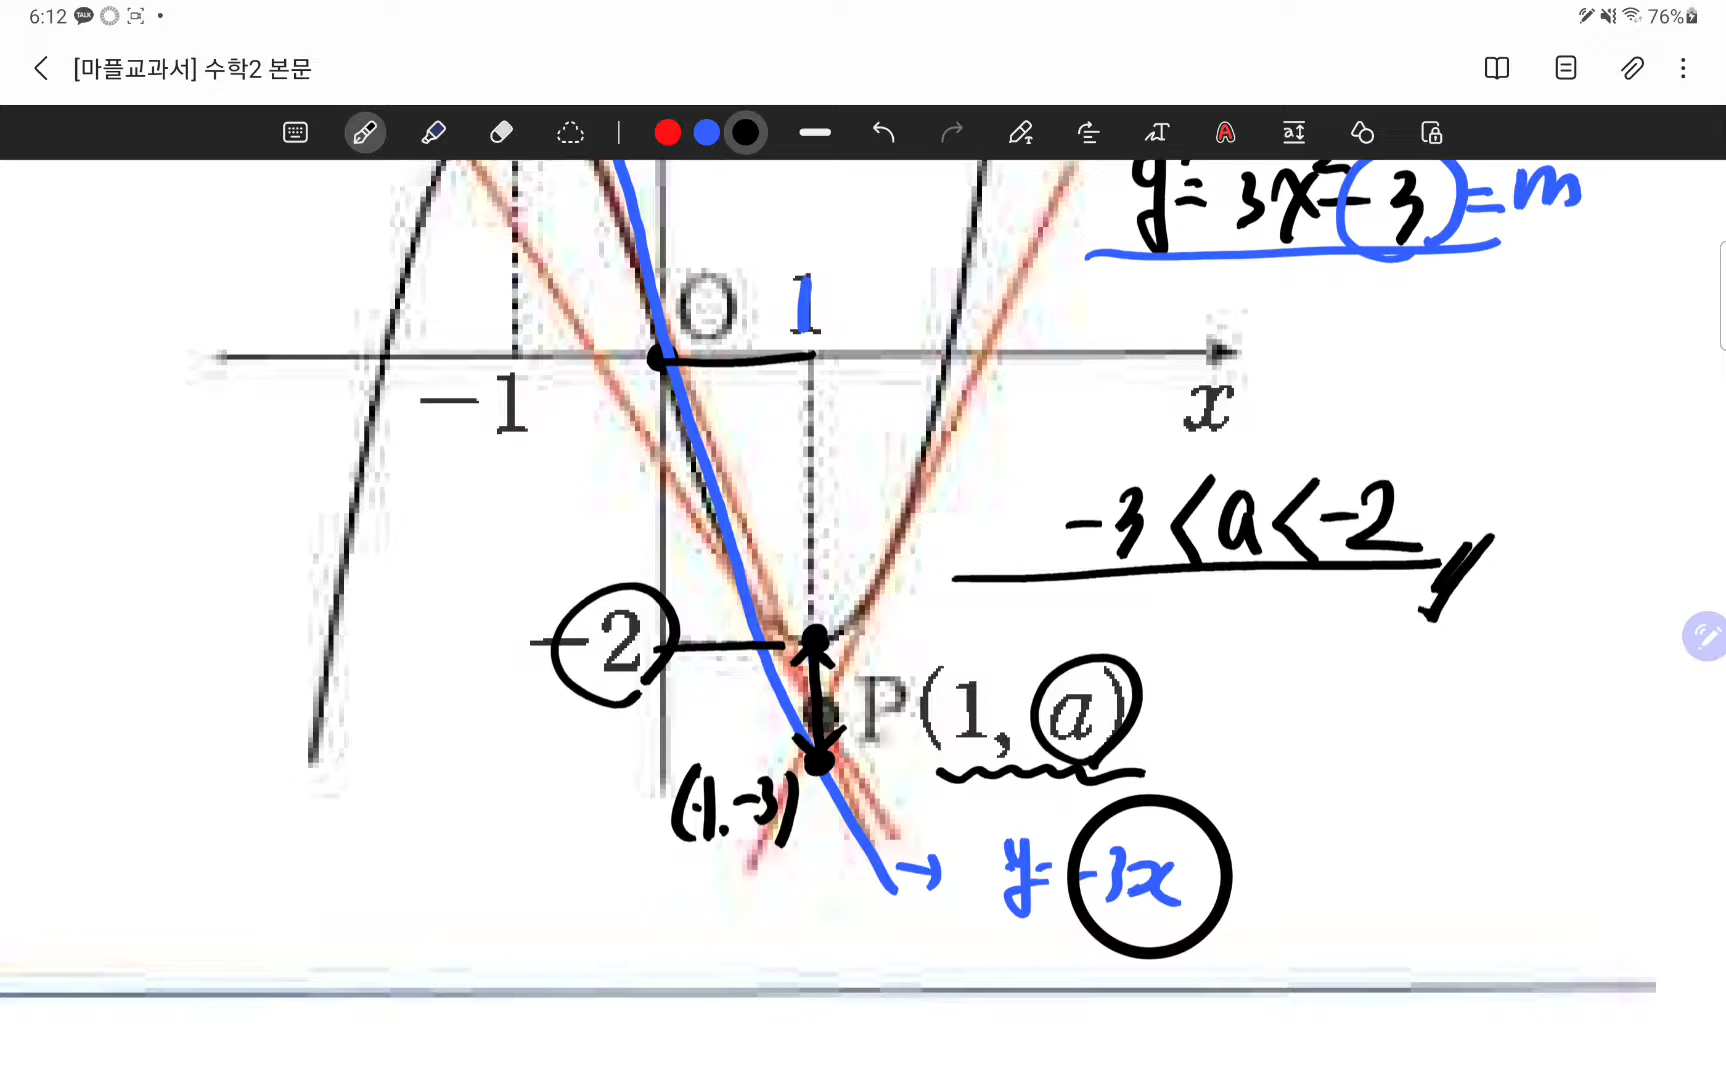 6:12 TALK 76%
[마플교과서] 수학2 본문
A a
y' = 3x² - 3 = m
O 1
-1 x
-3 < a < -2
-2
P(1, a)
(1, -3)
y = -3x